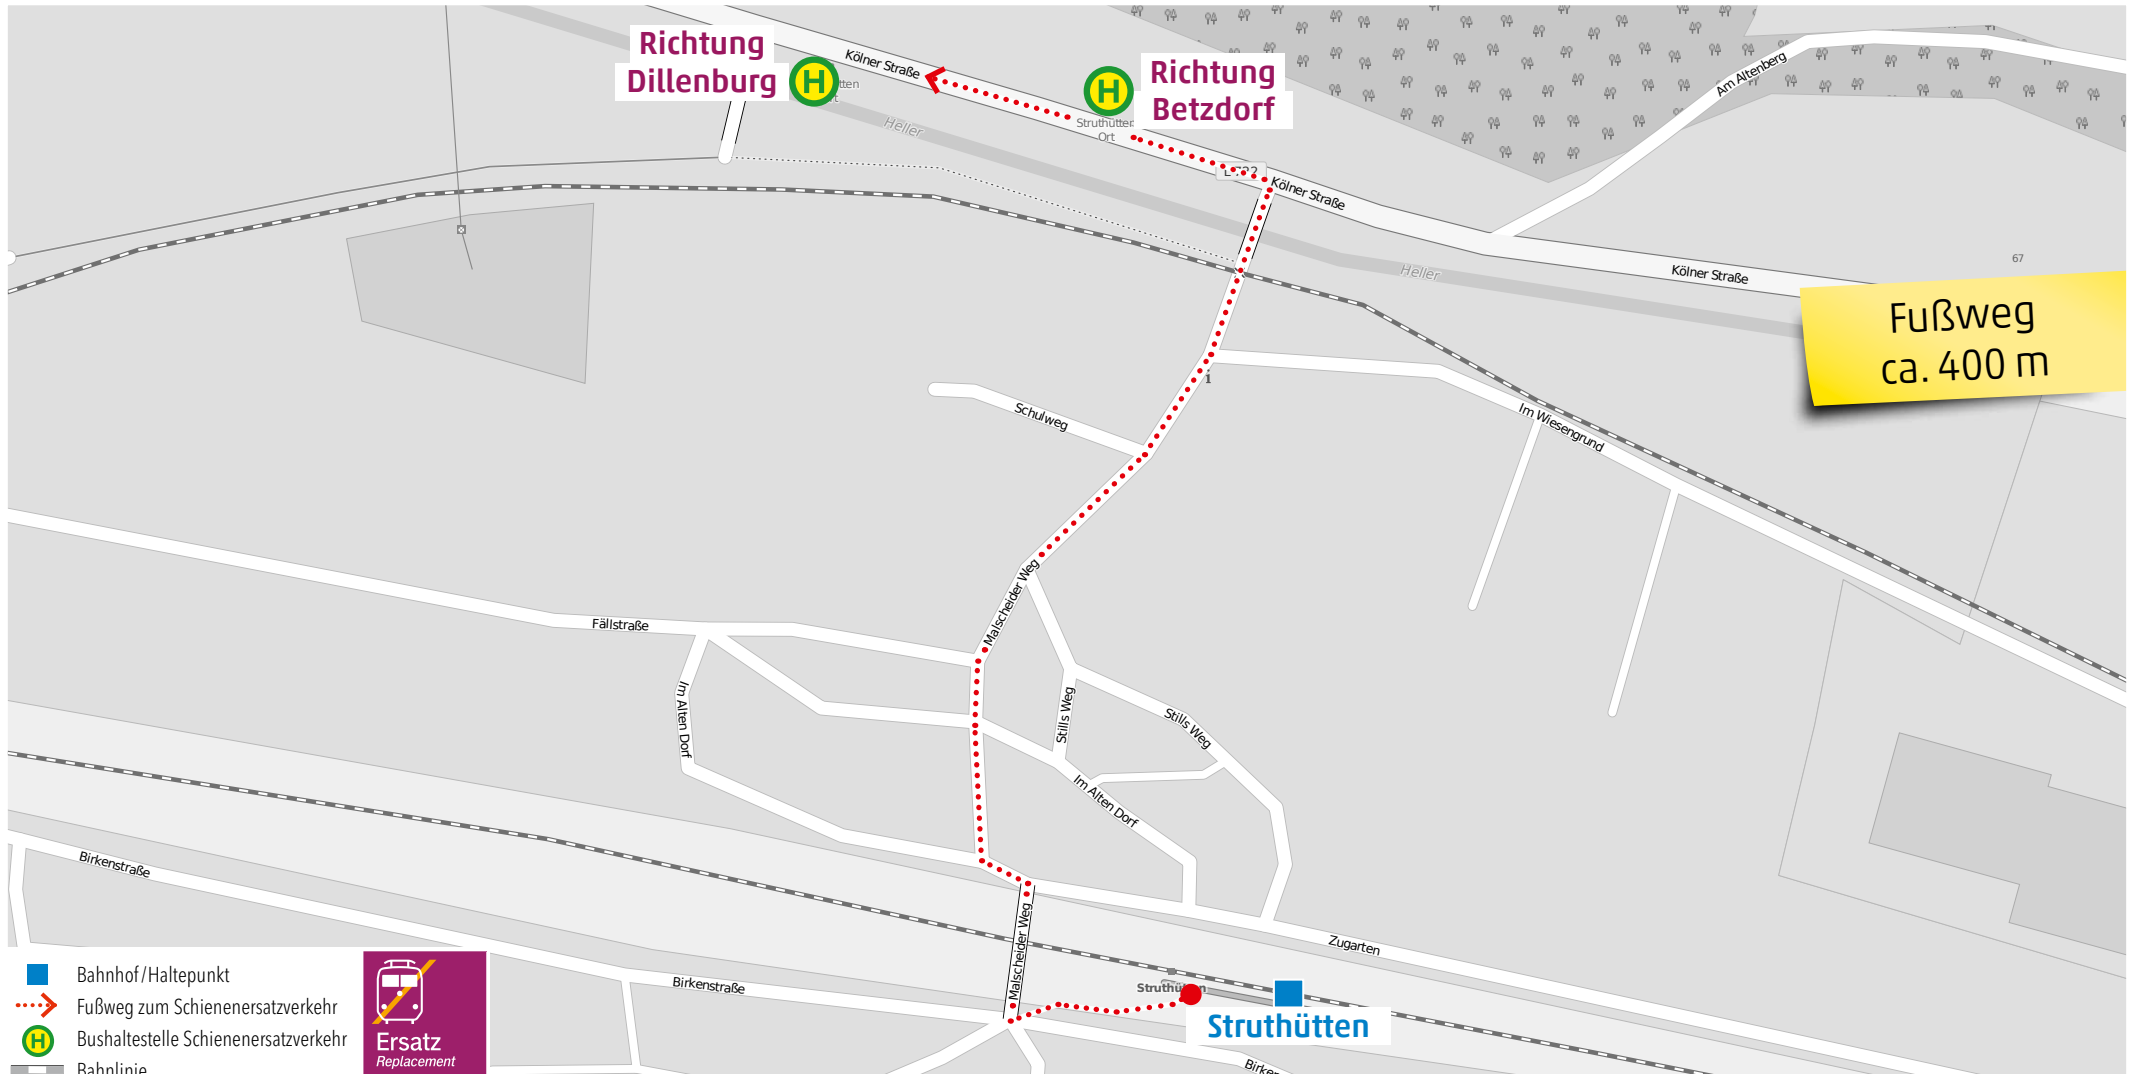 Richtung
Dillenburg
Kölner Straße
Richtung
Betzdorf
H
H
Struthütten
Ort
Heller
Am Altenberg
Kölner Straße
Heller
Kölner Straße
67
Fußweg
ca. 400 m
i
Schulweg
Im Wiesengrund
Malscheider Weg
Fällstraße
Im Alten Dorf
Stills Weg
Stills Weg
Im Alten Dorf
Birkenstraße
Malscheider Weg
Zugarten
Birkenstraße
Struthütten
Struthütten
Bahnhof/Haltepunkt
Fußweg zum Schienenersatzverkehr
H
Bushaltestelle Schienenersatzverkehr
Bahnlinie
Ersatz
Replacement